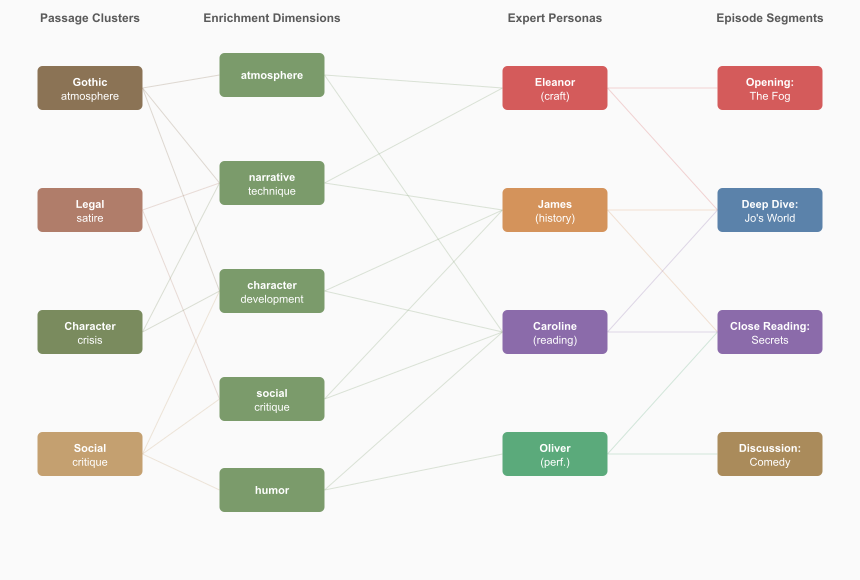 Passage Clusters
Enrichment Dimensions
Expert Personas
Episode Segments
Gothic
atmosphere
Legal
satire
Character
crisis
Social
critique
atmosphere
narrative
technique
character
development
social
critique
humor
Eleanor
(craft)
James
(history)
Caroline
(reading)
Oliver
(perf.)
Opening:
The Fog
Deep Dive:
Jo's World
Close Reading:
Secrets
Discussion:
Comedy